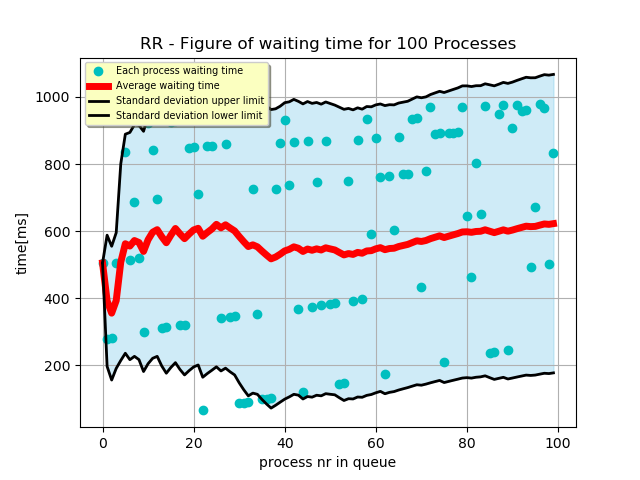 RR - Figure of waiting time for 100 Processes
Each process waiting time
Average waiting time
Standard deviation upper limit
Standard deviation lower limit
1000
800
600
400
200
time[ms]
0 20 40 60 80 100
process nr in queue